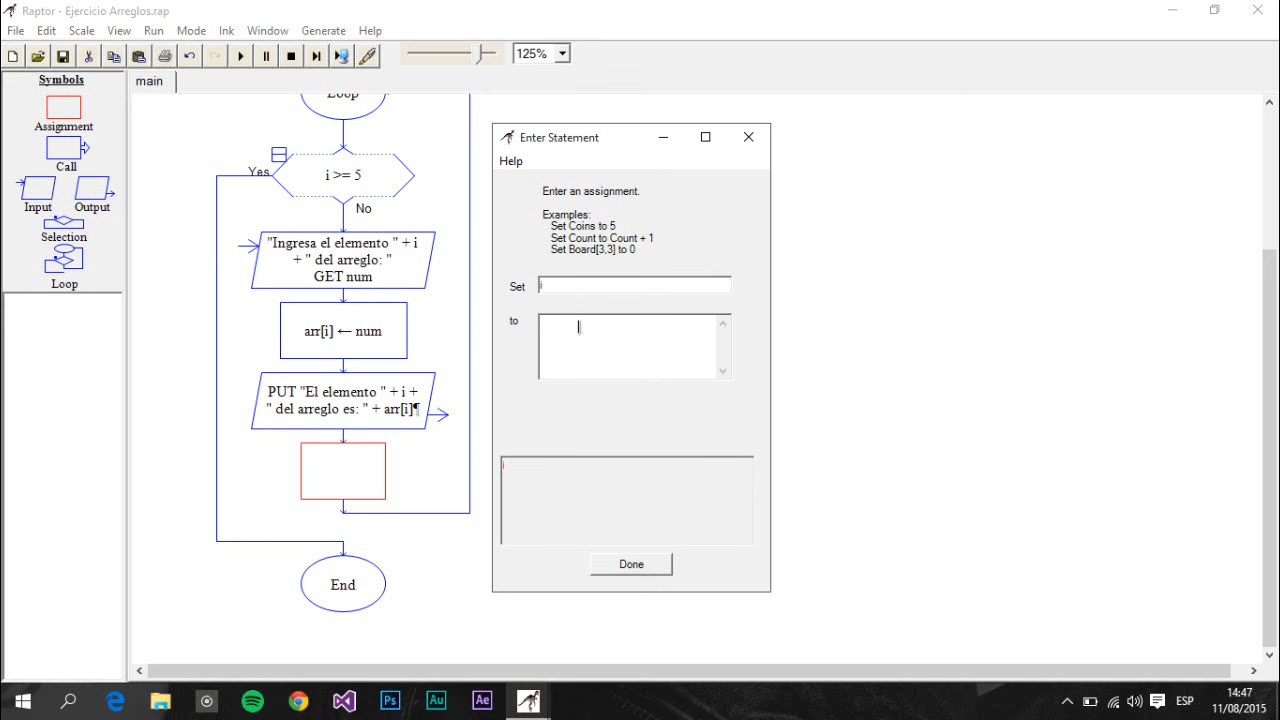 Raptor - Ejercicio Arreglos.rap
File Edit Scale View Run Mode Ink Window Generate Help
125%
Symbols
Assignment
Call
Input Output
Selection
Loop
main
Loop
Yes
i >= 5
No
"Ingresa el elemento " + i
+ " del arreglo: "
GET num
arr[i] ← num
PUT "El elemento " + i +
" del arreglo es: " + arr[i]¶
End
Enter Statement
Help
Enter an assignment.
Examples:
Set Coins to 5
Set Count to Count + 1
Set Board[3,3] to 0
Set i
to
i
Done
Ps
Au
Ae
ESP
14:47
11/08/2015